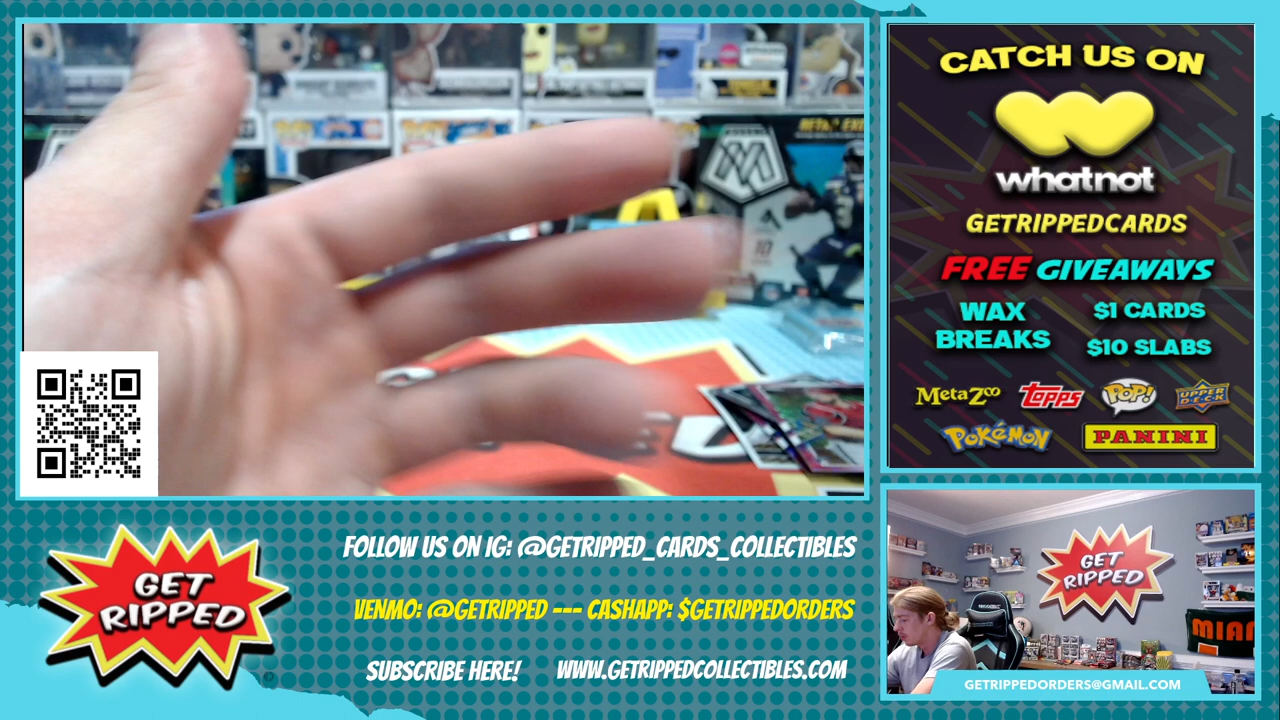 CATCH US ON
whatnot
GETRIPPEDCARDS
FREE GIVEAWAYS
WAX
BREAKS
$1 CARDS
$10 SLABS
MetaZoo
Topps
POP!
UPPER
DECK
Pokémon
PANINI
GET
RIPPED
FOLLOW US ON IG: @GETRIPPED_CARDS_COLLECTIBLES
VENMO: @GETRIPPED --- CASHAPP: $GETRIPPEDORDERS
SUBSCRIBE HERE!
WWW.GETRIPPEDCOLLECTIBLES.COM
GET
RIPPED
MIAM
GETRIPPEDORDERS@GMAIL.COM